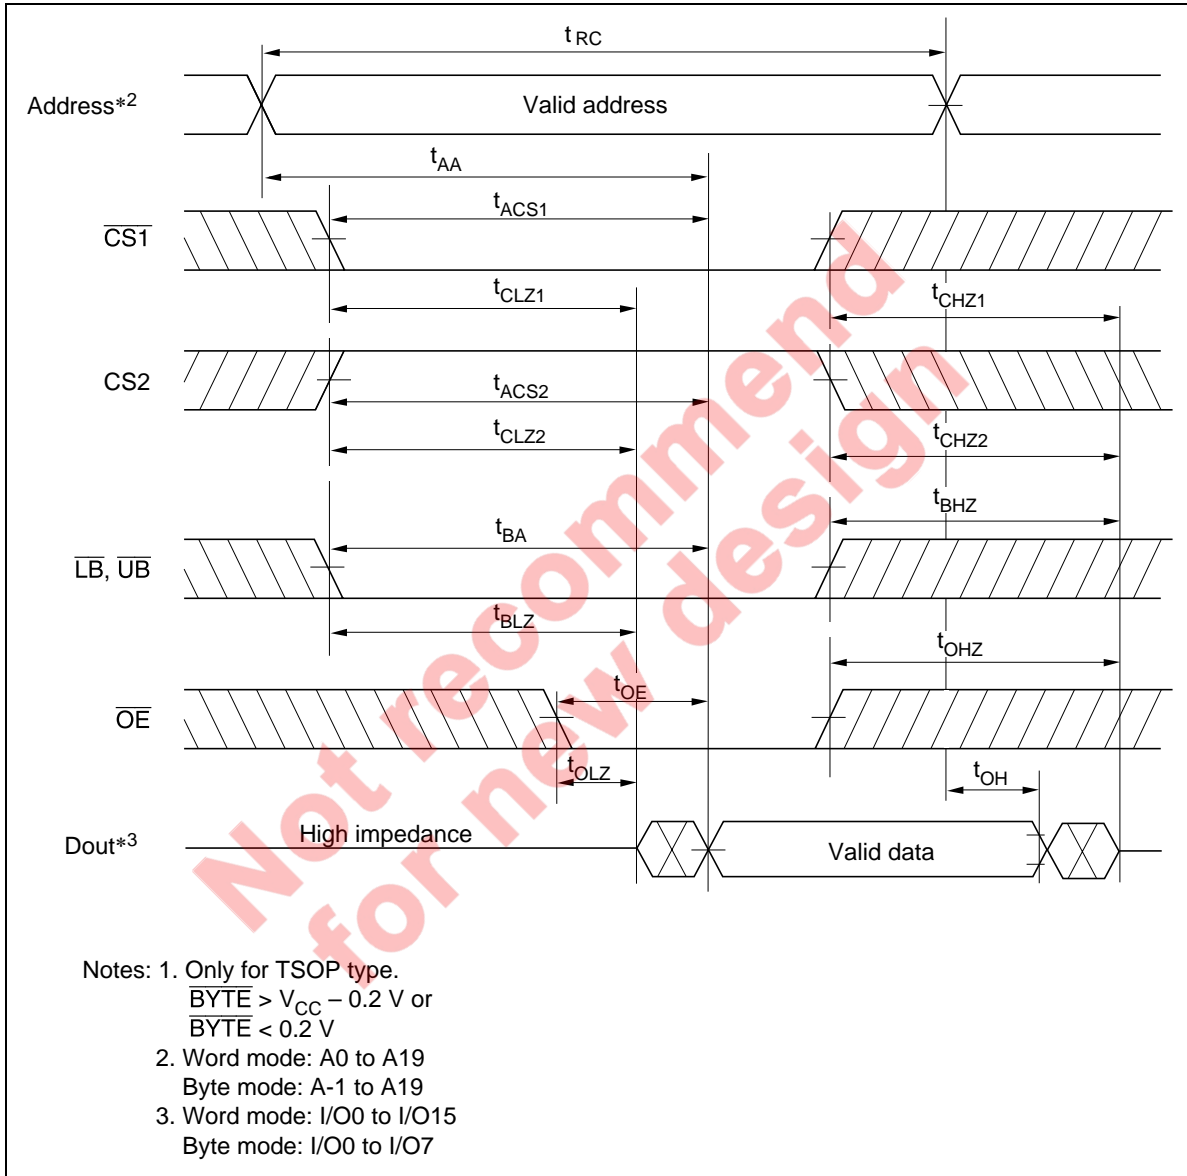 tRC
Address*2
Valid address
tAA
tACS1
CS1
tCLZ1
tCHZ1
CS2
tACS2
tCLZ2
tCHZ2
tBHZ
tBA
LB, UB
tBLZ
tOHZ
tOE
OE
tOLZ
tOH
High impedance
Dout*3
Valid data
Not recommend
for new design
Notes: 1. Only for TSOP type.
BYTE > VCC – 0.2 V or
BYTE < 0.2 V
2. Word mode: A0 to A19
Byte mode: A-1 to A19
3. Word mode: I/O0 to I/O15
Byte mode: I/O0 to I/O7